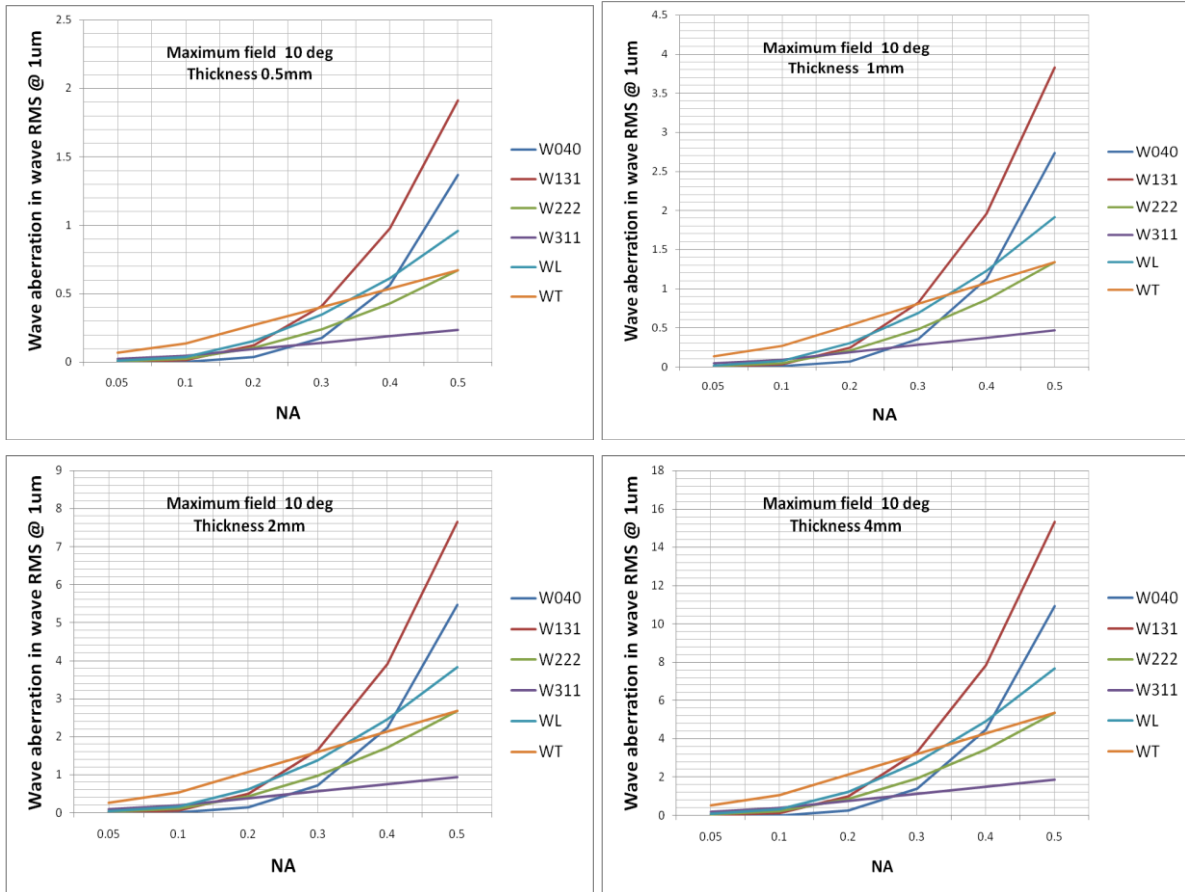 Wave aberration in wave RMS @ 1um
2.5
2
1.5
1
0.5
0
Maximum field 10 deg
Thickness 0.5mm
0.05 0.1 0.2 0.3 0.4 0.5
NA
W040
W131
W222
W311
WL
WT
Wave aberration in wave RMS @ 1um
4.5
4
3.5
3
2.5
2
1.5
1
0.5
0
Maximum field 10 deg
Thickness 1mm
0.05 0.1 0.2 0.3 0.4 0.5
NA
W040
W131
W222
W311
WL
WT
Wave aberration in wave RMS @ 1um
9
8
7
6
5
4
3
2
1
0
Maximum field 10 deg
Thickness 2mm
0.05 0.1 0.2 0.3 0.4 0.5
NA
W040
W131
W222
W311
WL
WT
Wave aberration in wave RMS @ 1um
18
16
14
12
10
8
6
4
2
0
Maximum field 10 deg
Thickness 4mm
0.05 0.1 0.2 0.3 0.4 0.5
NA
W040
W131
W222
W311
WL
WT